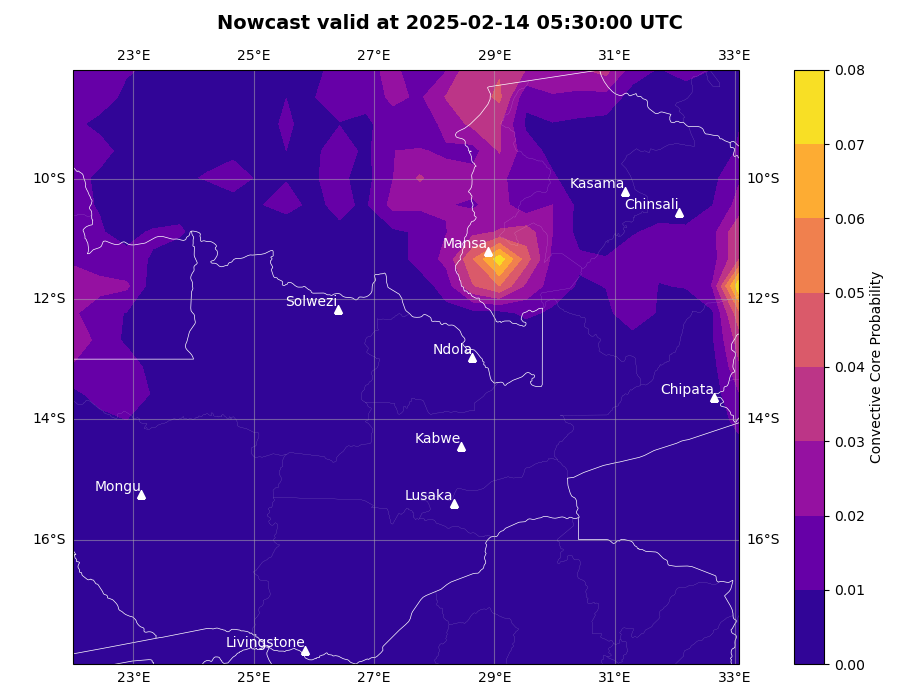 Nowcast valid at 2025-02-14 05:30:00 UTC
23°E 25°E 27°E 29°E 31°E 33°E
0.08
0.07
10°S Kasama 10°S
Chinsali
0.06
Mansa
0.05
12°S Solwezi 12°S
Ndola
0.04
Chipata
14°S 14°S
0.03
Kabwe
Mongu Lusaka
0.02
16°S 16°S
0.01
Livingstone
0.00
23°E 25°E 27°E 29°E 31°E 33°E
Convective Core Probability